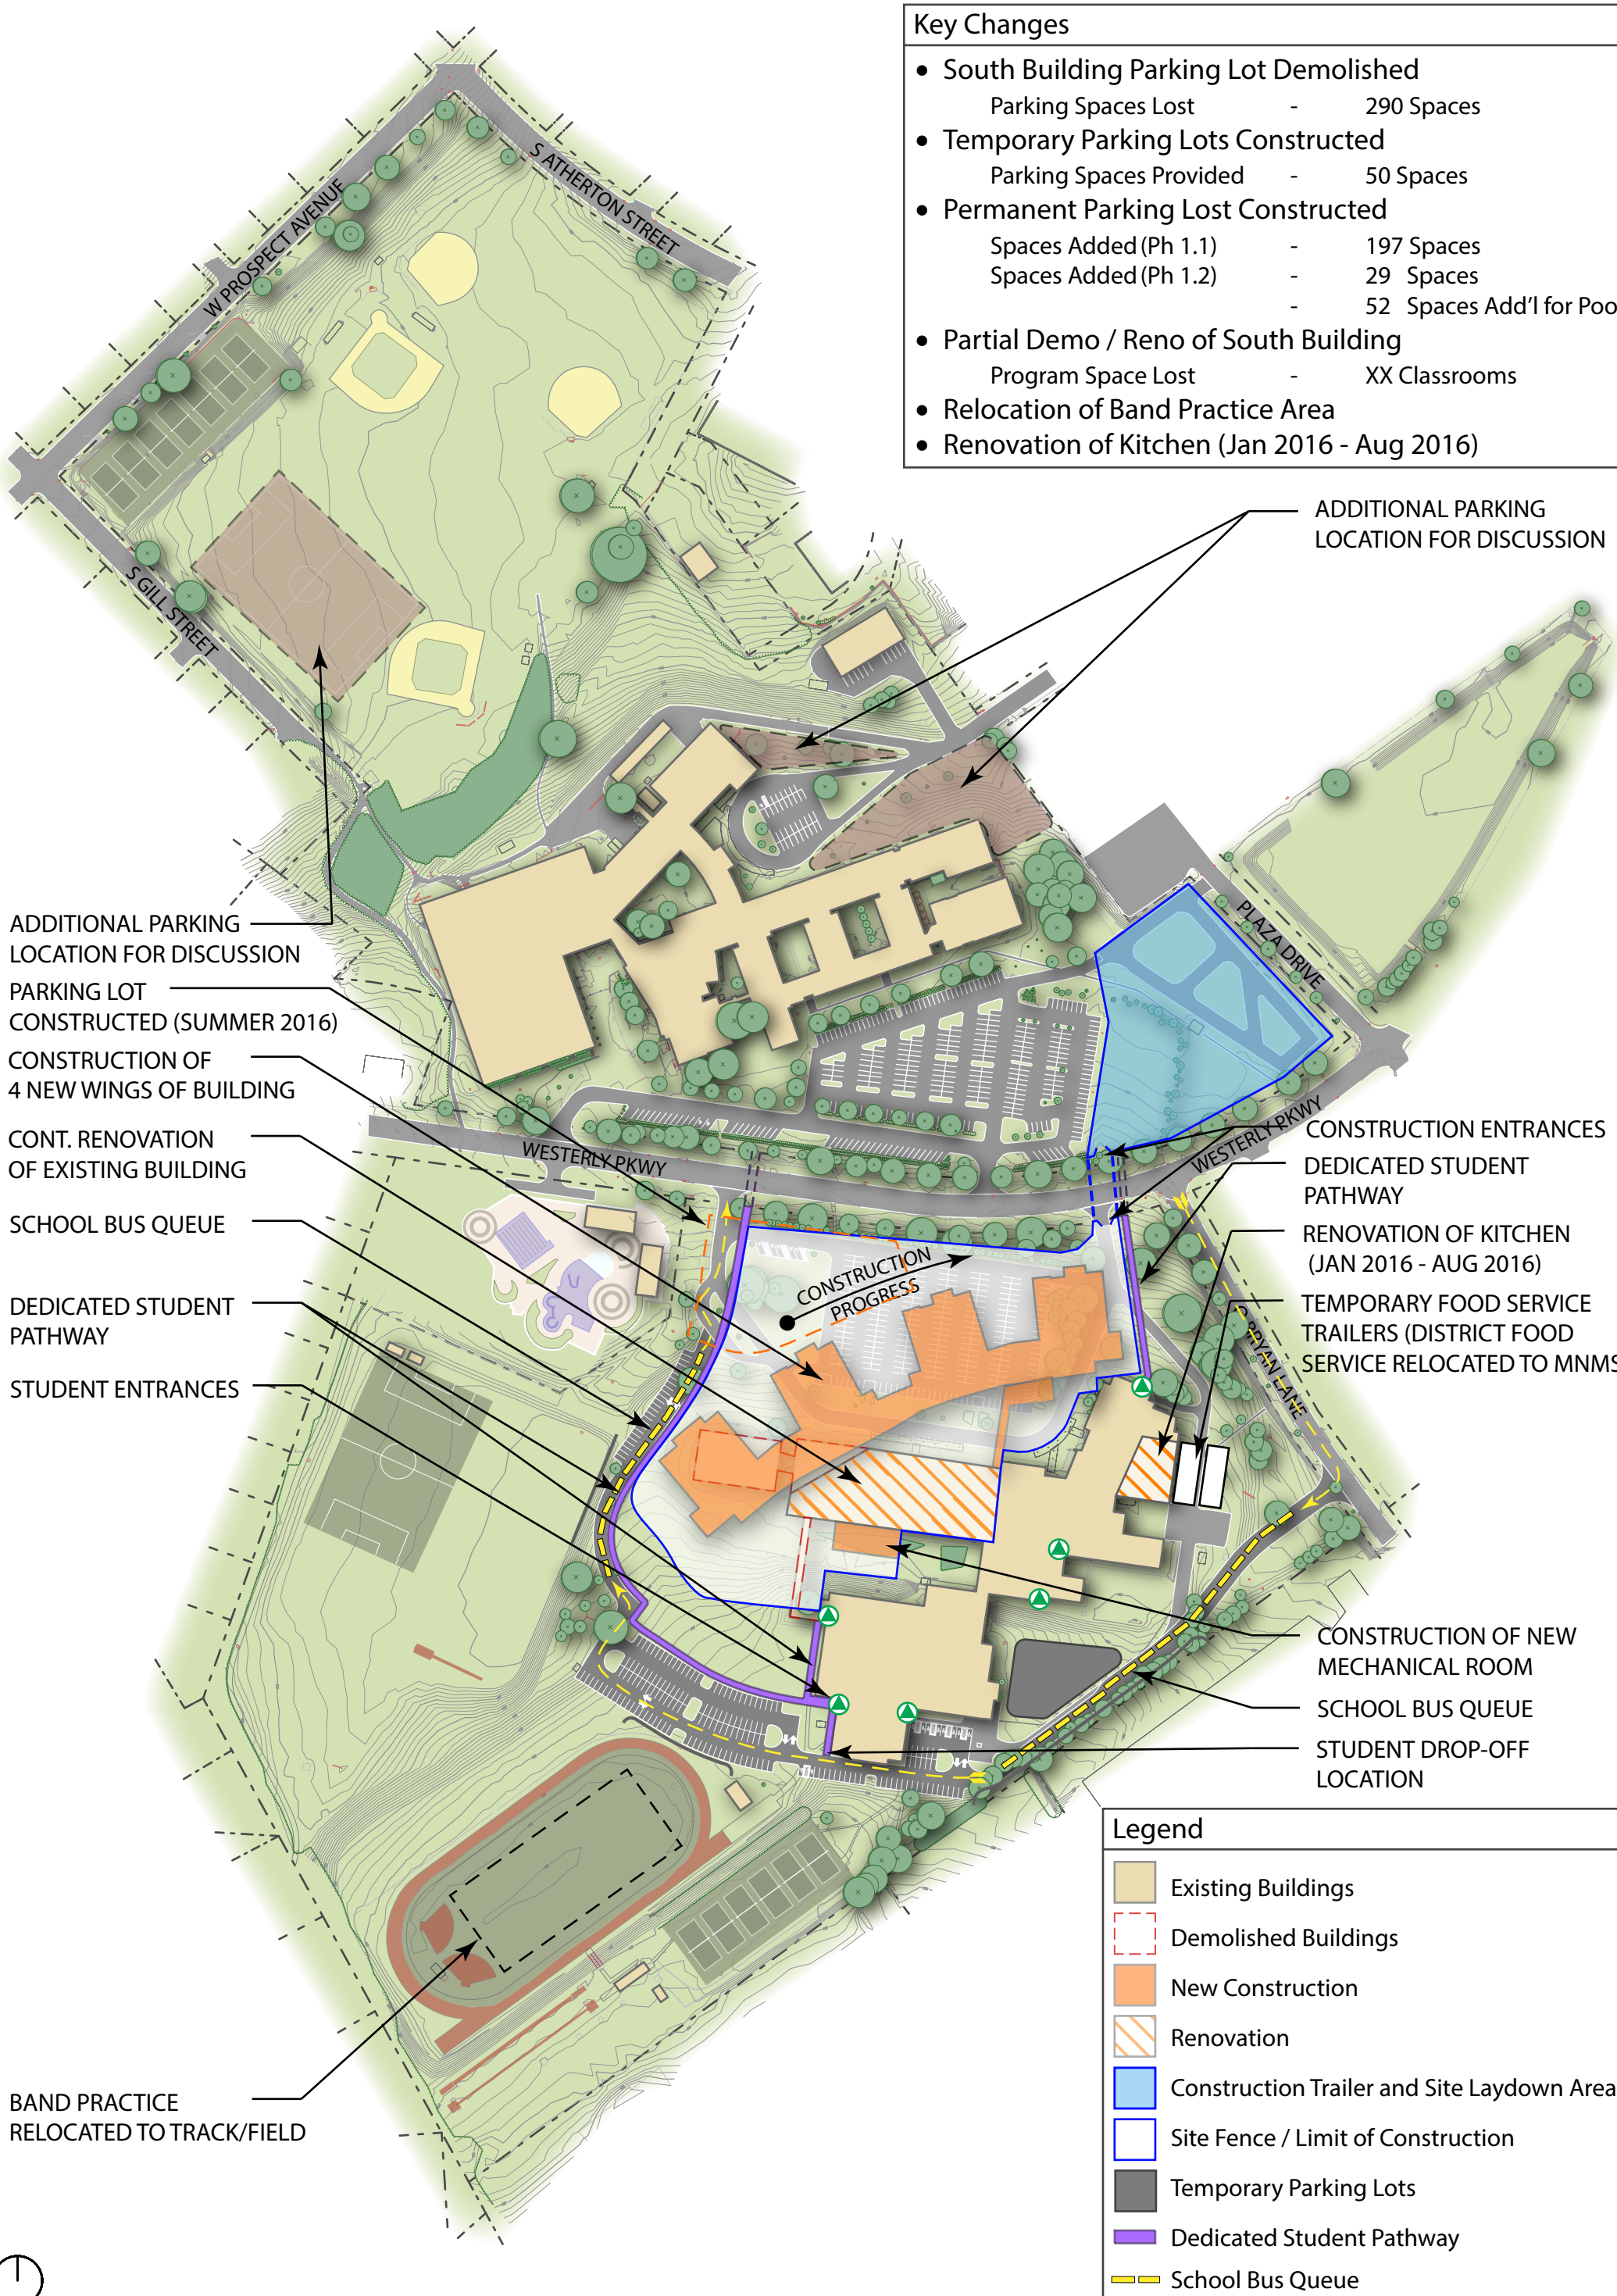 Key Changes
• South Building Parking Lot Demolished
Parking Spaces Lost - 290 Spaces
• Temporary Parking Lots Constructed
Parking Spaces Provided - 50 Spaces
• Permanent Parking Lost Constructed
Spaces Added (Ph 1.1) - 197 Spaces
Spaces Added (Ph 1.2) - 29 Spaces
- 52 Spaces Add'l for Poo
• Partial Demo / Reno of South Building
Program Space Lost - XX Classrooms
• Relocation of Band Practice Area
• Renovation of Kitchen (Jan 2016 - Aug 2016)
S ATHERTON STREET
W PROSPECT AVENUE
S GILL STREET
ADDITIONAL PARKING
LOCATION FOR DISCUSSION
ADDITIONAL PARKING
LOCATION FOR DISCUSSION
PARKING LOT
CONSTRUCTED (SUMMER 2016)
CONSTRUCTION OF
4 NEW WINGS OF BUILDING
CONT. RENOVATION
OF EXISTING BUILDING
SCHOOL BUS QUEUE
DEDICATED STUDENT
PATHWAY
STUDENT ENTRANCES
PLAZA DRIVE
WESTERLY PKWY
WESTERLY PKWY
CONSTRUCTION
PROGRESS
BRYAN LANE
CONSTRUCTION ENTRANCES
DEDICATED STUDENT
PATHWAY
RENOVATION OF KITCHEN
(JAN 2016 - AUG 2016)
TEMPORARY FOOD SERVICE
TRAILERS (DISTRICT FOOD
SERVICE RELOCATED TO MNMS
CONSTRUCTION OF NEW
MECHANICAL ROOM
SCHOOL BUS QUEUE
STUDENT DROP-OFF
LOCATION
BAND PRACTICE
RELOCATED TO TRACK/FIELD
Legend
Existing Buildings
Demolished Buildings
New Construction
Renovation
Construction Trailer and Site Laydown Area
Site Fence / Limit of Construction
Temporary Parking Lots
Dedicated Student Pathway
School Bus Queue